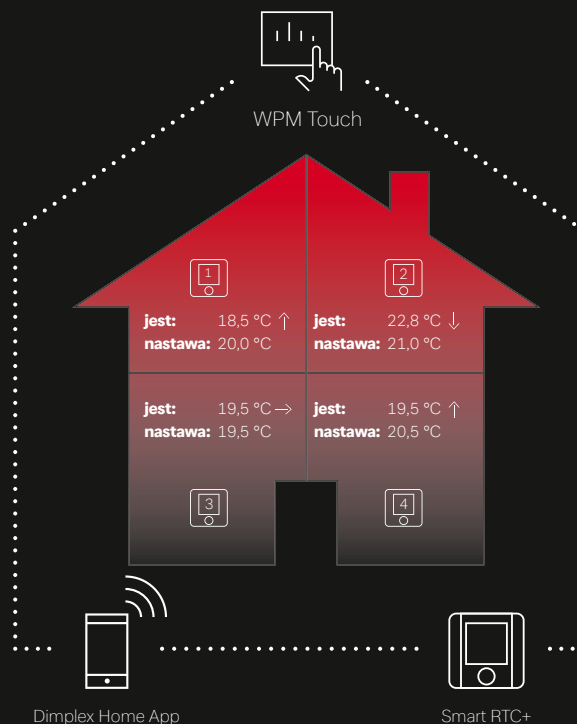 WPM Touch
1
2
jest: 18,5 °C ↑
nastawa: 20,0 °C
jest: 22,8 °C ↓
nastawa: 21,0 °C
jest: 19,5 °C →
nastawa: 19,5 °C
jest: 19,5 °C ↑
nastawa: 20,5 °C
3
4
Dimplex Home App
Smart RTC+